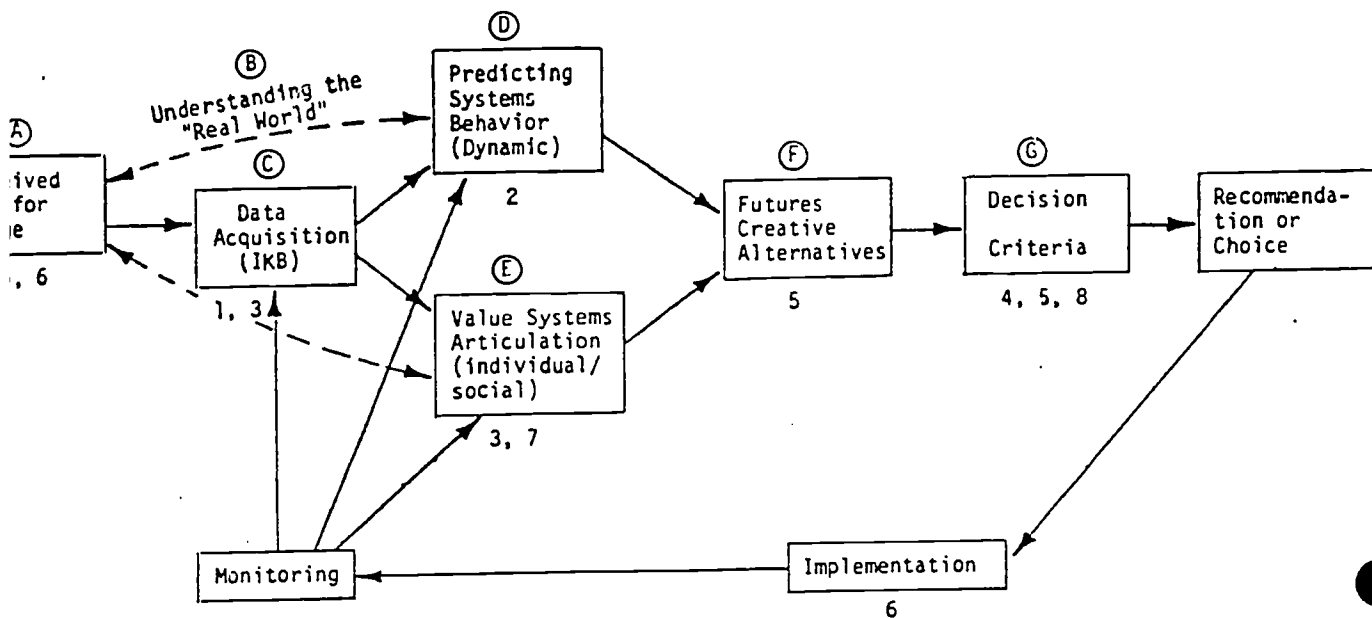 D
Predicting
Systems
Behavior
(Dynamic)
2
B
Understanding the
"Real World"
A
for
6
C
Data
Acquisition
(IKB)
1, 3
E
Value Systems
Articulation
(individual/
social)
3, 7
F
Futures
Creative
Alternatives
5
G
Decision
Criteria
4, 5, 8
Recommenda-
tion or
Choice
Implementation
6
Monitoring